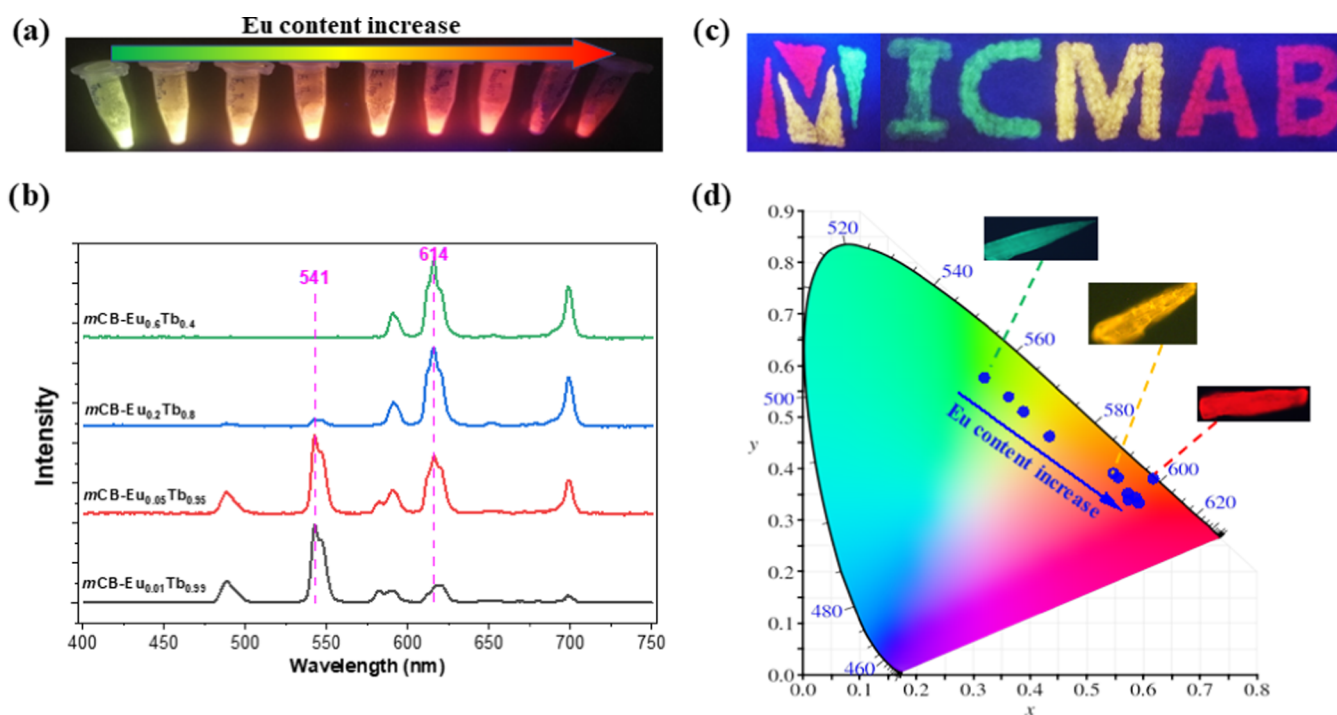 (a)
Eu content increase
(b)
541
614
mCB-Eu0.6Tb0.4
mCB-Eu0.2Tb0.8
mCB-Eu0.05Tb0.95
mCB-Eu0.01Tb0.99
Intensity
400 450 500 550 600 650 700 750
Wavelength (nm)
(c)
M ICMAB
(d)
0.9
0.8
0.7
0.6
0.5
0.4
0.3
0.2
0.1
0.0
y
0.0 0.1 0.2 0.3 0.4 0.5 0.6 0.7 0.8
x
520
540
560
580
600
620
500
480
460
Eu content increase